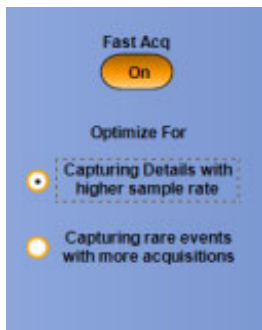 Fast Acq
On
Optimize For
Capturing Details with
higher sample rate
Capturing rare events
with more acquisitions